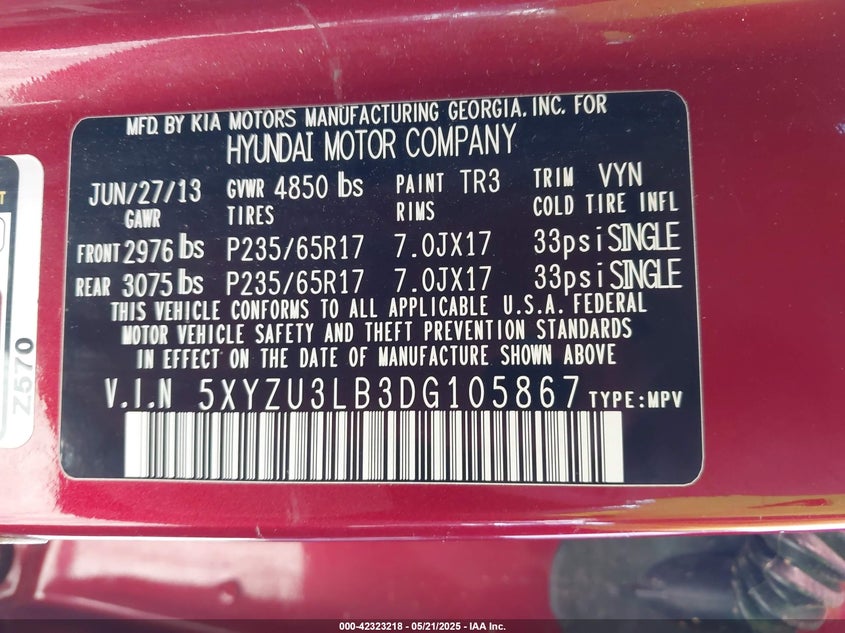 MFD. BY KIA MOTORS MANUFACTURING GEORGIA, INC. FOR
HYUNDAI MOTOR COMPANY
JUN/27/13 GVWR 4850 lbs PAINT TR3 TRIM VYN
GAWR TIRES RIMS COLD TIRE INFL
FRONT 2976 lbs P235/65R17 7.0JX17 33psi SINGLE
REAR 3075 lbs P235/65R17 7.0JX17 33psi SINGLE
THIS VEHICLE CONFORMS TO ALL APPLICABLE U.S.A. FEDERAL
MOTOR VEHICLE SAFETY AND THEFT PREVENTION STANDARDS
IN EFFECT ON THE DATE OF MANUFACTURE SHOWN ABOVE.
V.I.N 5XYZU3LB3DG105867 TYPE:MPV
Z570
000-42323218 - 05/21/2025 - IAA Inc.